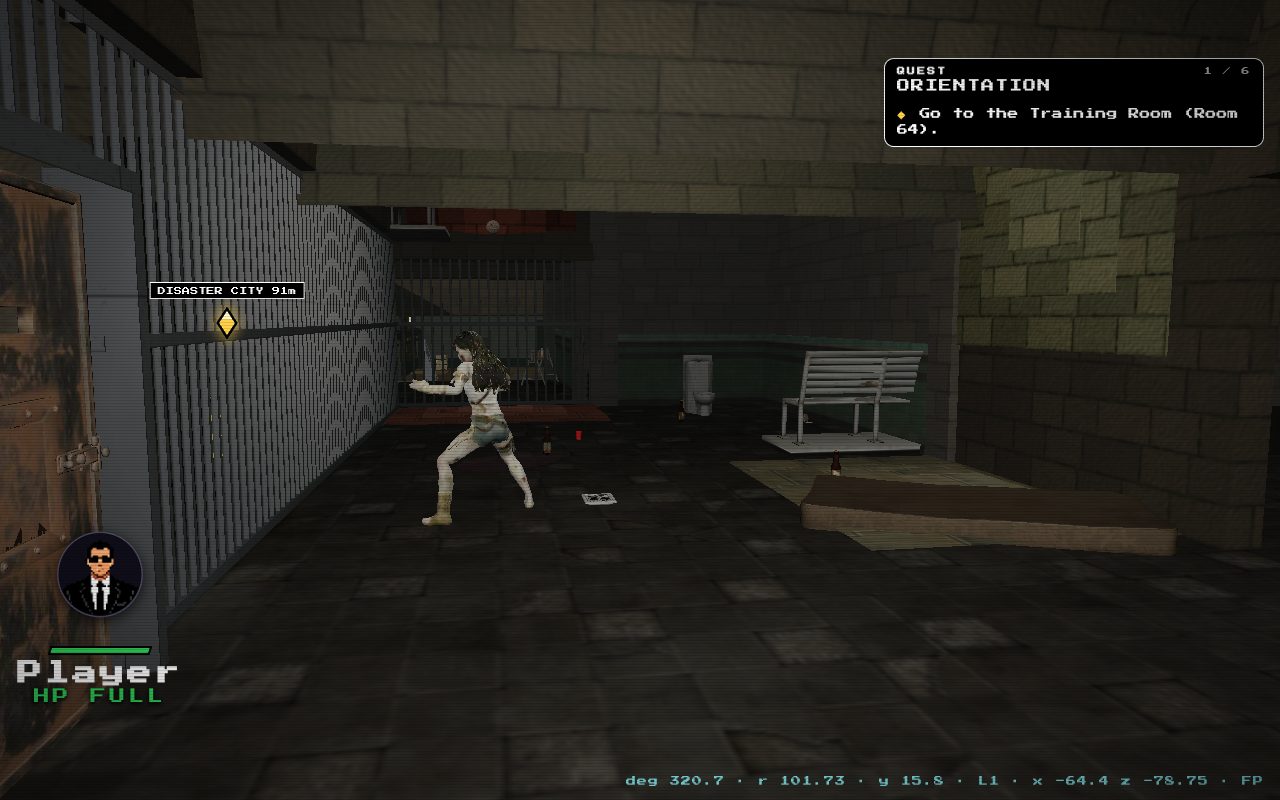 QUEST 1 / 6
ORIENTATION
◆ Go to the Training Room (Room
64).
DISASTER CITY 91m
Player
HP FULL
deg 320.7 · r 101.73 · y 15.8 · L1 · x -64.4 z -78.75 · FP